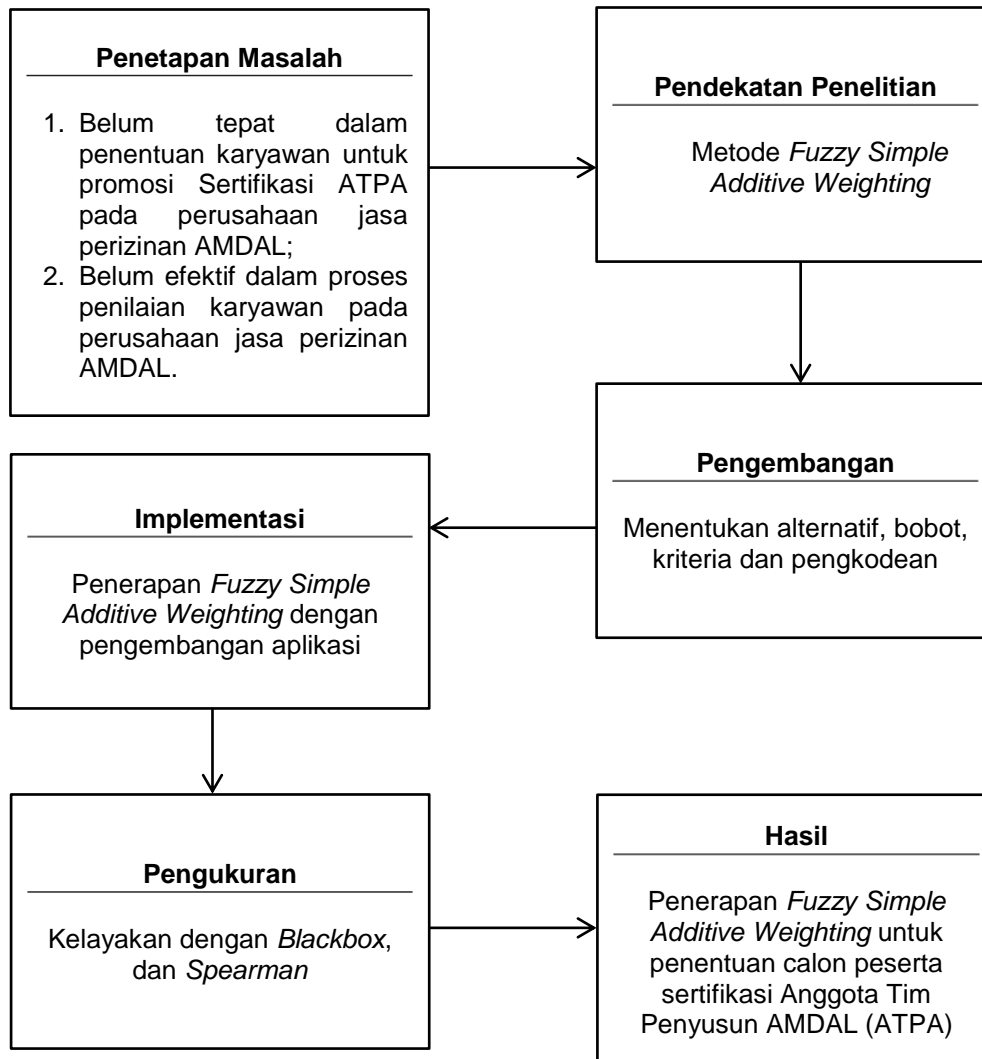 Penetapan Masalah
1. Belum tepat dalam
penentuan karyawan untuk
promosi Sertifikasi ATPA
pada perusahaan jasa
perizinan AMDAL;
2. Belum efektif dalam proses
penilaian karyawan pada
perusahaan jasa perizinan
AMDAL.
Pendekatan Penelitian
Metode Fuzzy Simple
Additive Weighting
Pengembangan
Menentukan alternatif, bobot,
kriteria dan pengkodean
Implementasi
Penerapan Fuzzy Simple
Additive Weighting dengan
pengembangan aplikasi
Pengukuran
Kelayakan dengan Blackbox,
dan Spearman
Hasil
Penerapan Fuzzy Simple
Additive Weighting untuk
penentuan calon peserta
sertifikasi Anggota Tim
Penyusun AMDAL (ATPA)